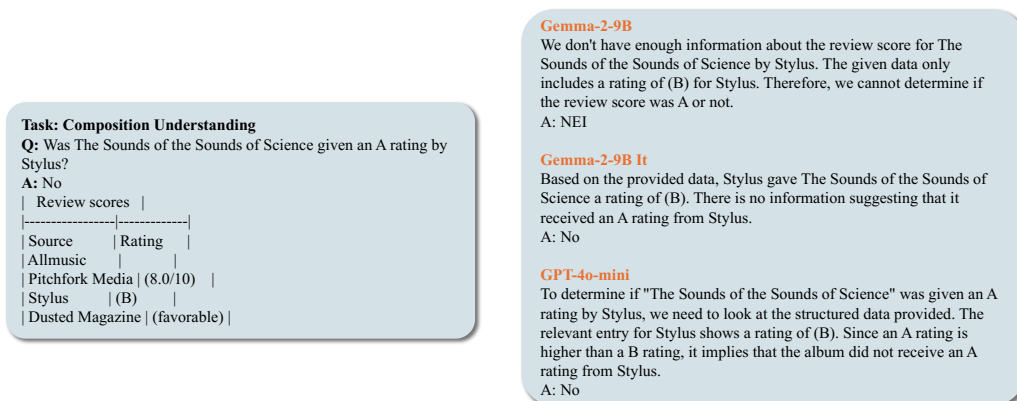 Task: Composition Understanding
Q: Was The Sounds of the Sounds of Science given an A rating by
Stylus?
A: No
| Review scores |
|-----------------|-------------|
| Source | Rating |
| Allmusic | |
| Pitchfork Media | (8.0/10) |
| Stylus | (B) |
| Dusted Magazine | (favorable) |
Gemma-2-9B
We don't have enough information about the review score for The
Sounds of the Sounds of Science by Stylus. The given data only
includes a rating of (B) for Stylus. Therefore, we cannot determine if
the review score was A or not.
A: NEI
Gemma-2-9B It
Based on the provided data, Stylus gave The Sounds of the Sounds of
Science a rating of (B). There is no information suggesting that it
received an A rating from Stylus.
A: No
GPT-4o-mini
To determine if "The Sounds of the Sounds of Science" was given an A
rating by Stylus, we need to look at the structured data provided. The
relevant entry for Stylus shows a rating of (B). Since an A rating is
higher than a B rating, it implies that the album did not receive an A
rating from Stylus.
A: No